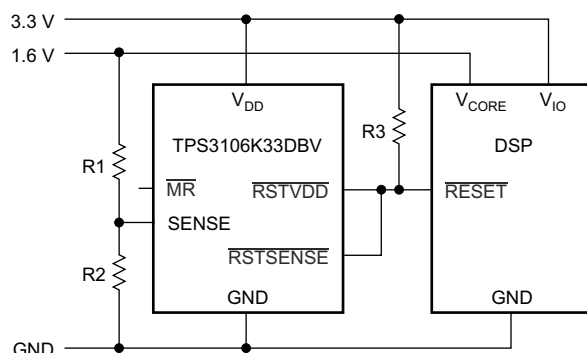 3.3 V
1.6 V
VDD
VCORE
VIO
R3
TPS3106K33DBV
DSP
R1
MR
RSTVDD
RESET
SENSE
RSTSENSE
R2
GND
GND
GND